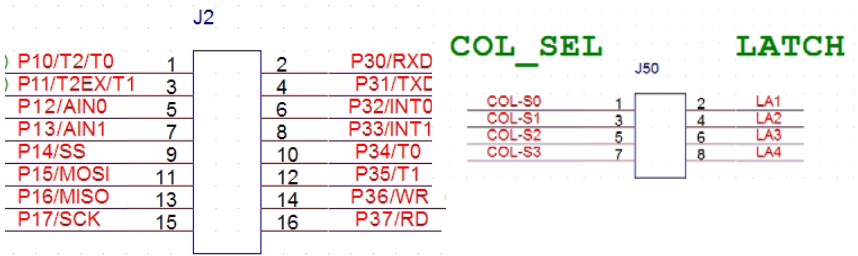 J2
) P10/T2/T0 1 2 P30/RXD
) P11/T2EX/T1 3 4 P31/TXD
P12/AIN0 5 6 P32/INT0
P13/AIN1 7 8 P33/INT1
P14/SS 9 10 P34/T0
P15/MOSI 11 12 P35/T1
P16/MISO 13 14 P36/WR
P17/SCK 15 16 P37/RD
COL_SEL LATCH
J50
COL-S0 1 2 LA1
COL-S1 3 4 LA2
COL-S2 5 6 LA3
COL-S3 7 8 LA4